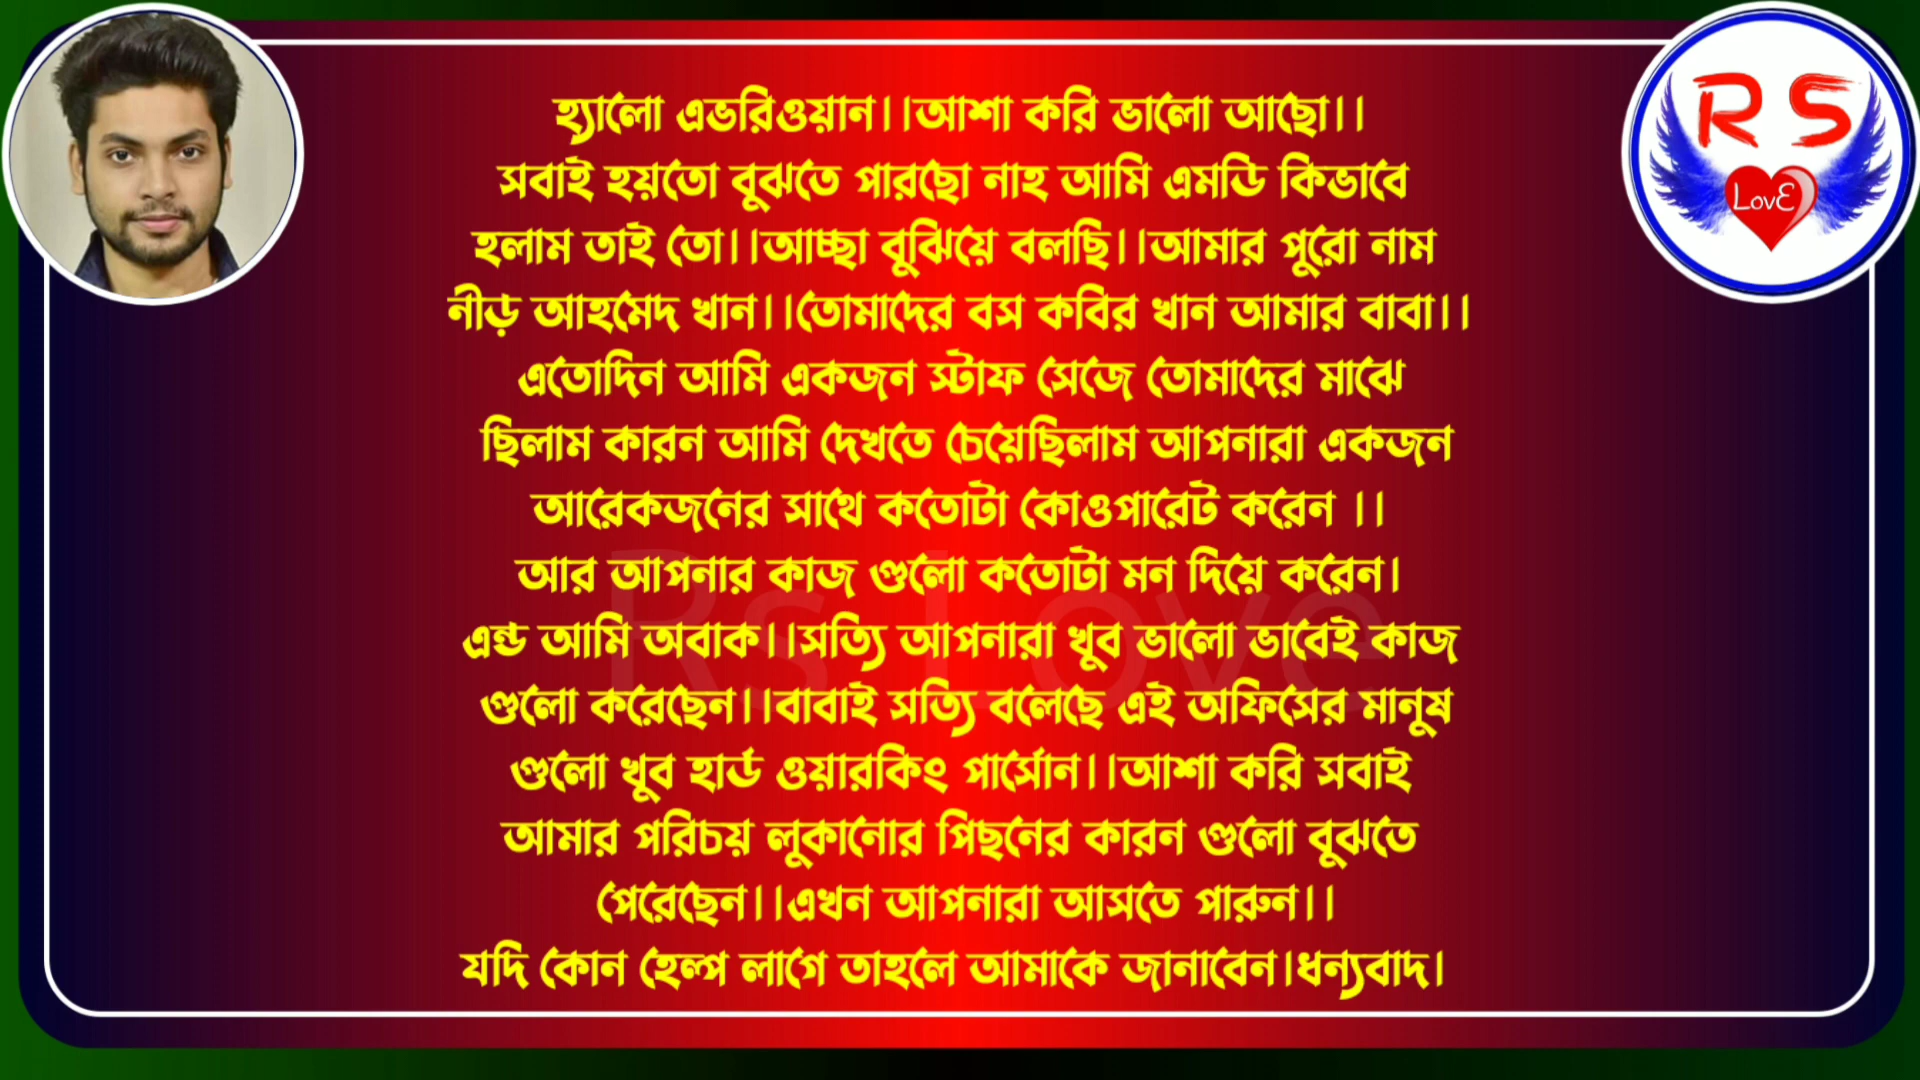 হ্যালো এভরিওয়ান।।আশা করি ভালো আছো।।
সবাই হয়তো বুঝতে পারছো নাহ আমি এমডি কিভাবে
হলাম তাই তো।।আচ্ছা বুঝিয়ে বলছি।।আমার পুরো নাম
নীড় আহমেদ খান।।তোমাদের বস কবির খান আমার বাবা।।
এতোদিন আমি একজন স্টাফ সেজে তোমাদের মাঝে
ছিলাম কারন আমি দেখতে চেয়েছিলাম আপনারা একজন
আরেকজনের সাথে কতোটা কোওপারেট করেন ।।
আর আপনার কাজ গুলো কতোটা মন দিয়ে করেন।
এন্ড আমি অবাক।।সত্যি আপনারা খুব ভালো ভাবেই কাজ
গুলো করেছেন।।বাবাই সত্যি বলেছে এই অফিসের মানুষ
গুলো খুব হার্ড ওয়ারকিং পার্সোন।।আশা করি সবাই
আমার পরিচয় লুকানোর পিছনের কারন গুলো বুঝতে
পেরেছেন।।এখন আপনারা আসতে পারুন।।
যদি কোন হেল্প লাগে তাহলে আমাকে জানাবেন।ধন্যবাদ।
R S
LovE
Rs Love